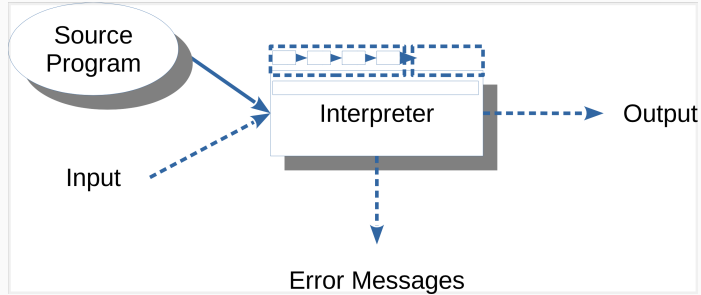 Source
Program
Interpreter
Output
Input
Error Messages